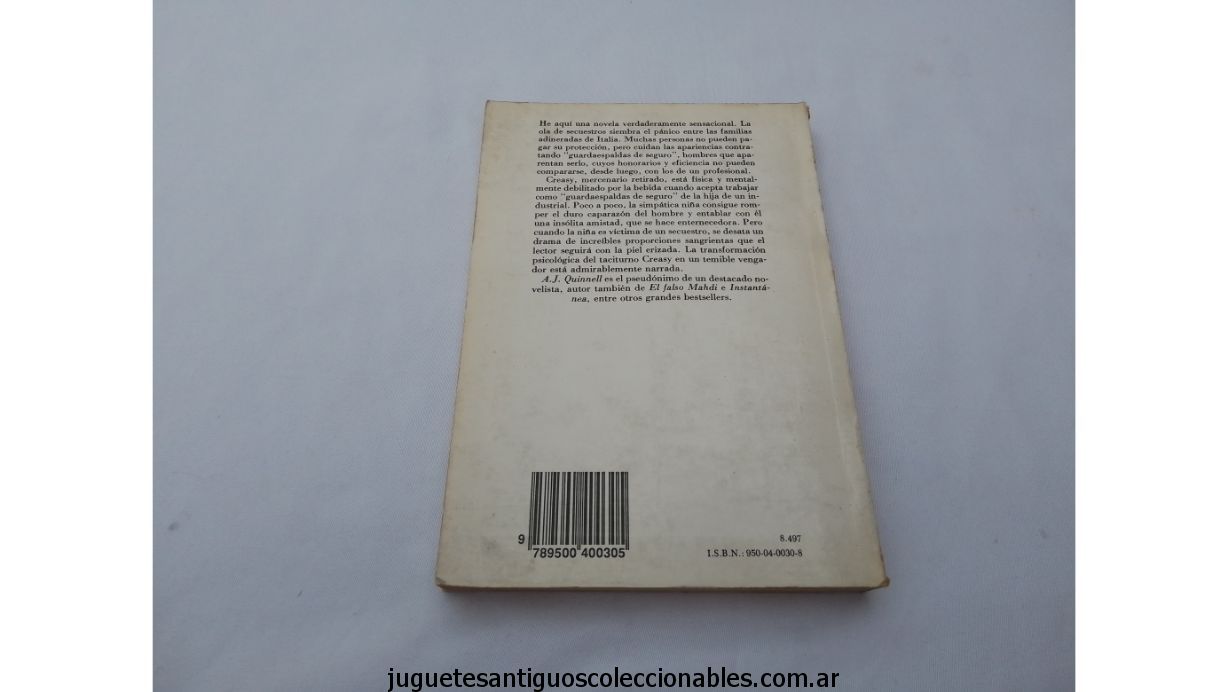 He aquí una novela verdaderamente sensacional. La
ola de secuestros siembra el pánico entre las familias
adineradas de Italia. Muchas personas no pueden pa-
gar su protección, pero cuidan las apariencias contra-
tando "guardaespaldas de seguro", hombres que apa-
rentan serlo, cuyos honorarios y eficiencia no pueden
compararse, desde luego, con los de un profesional.
Creasy, mercenario retirado, está física y mental-
mente debilitado por la bebida cuando acepta trabajar
como "guardaespaldas de seguro" de la hija de un in-
dustrial. Poco a poco, la simpática niña consigue rom-
per el duro caparazón del hombre y entablar con él
una insólita amistad, que se hace enternecedora. Pero
cuando la niña es víctima de un secuestro, se desata un
drama de increíbles proporciones sangrientas que el
lector seguirá con la piel erizada. La transformación
psicológica del taciturno Creasy en un temible venga-
dor está admirablemente narrada.
A.J. Quinnell es el pseudónimo de un destacado no-
velista, autor también de El falso Mahdi e Instantá-
nea, entre otros grandes bestsellers.
8.497
I.S.B.N.: 950-04-0030-8
9 789500 400305
juguetesantiguoscoleccionables.com.ar